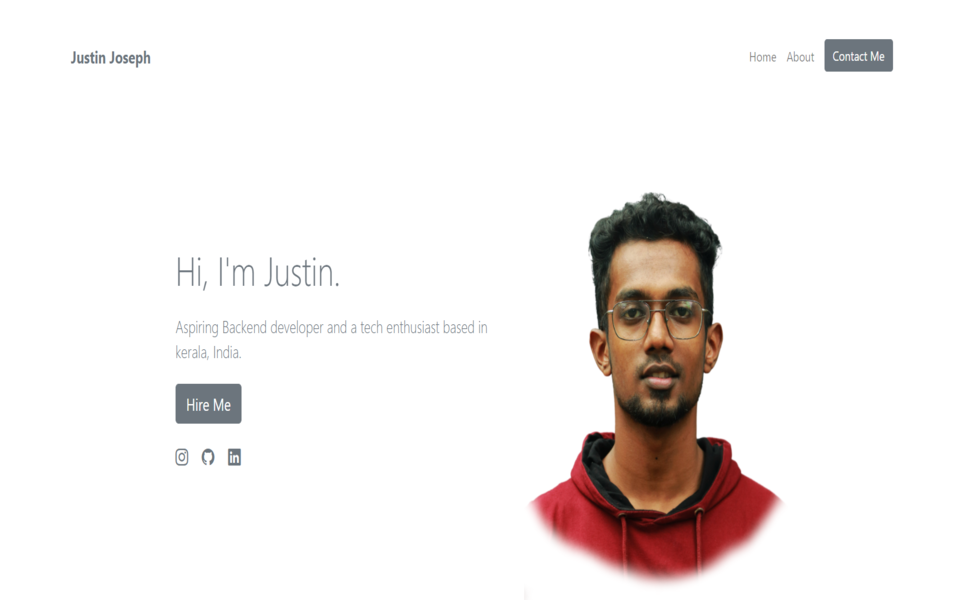 Justin Joseph
Home About Contact Me
Hi, I'm Justin.
Aspiring Backend developer and a tech enthusiast based in
kerala, India.
Hire Me
in